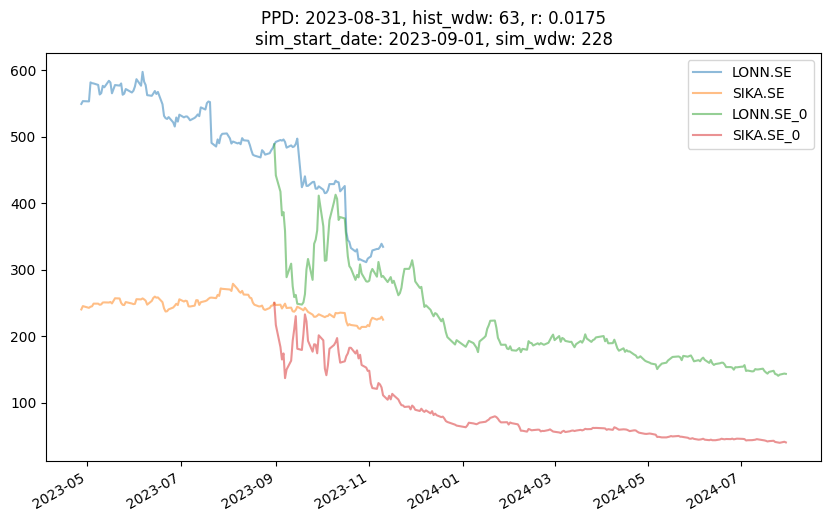 PPD: 2023-08-31, hist_wdw: 63, r: 0.0175
sim_start_date: 2023-09-01, sim_wdw: 228
LONN.SE
SIKA.SE
LONN.SE_0
SIKA.SE_0
600
500
400
300
200
100
2023-05
2023-07
2023-09
2023-11
2024-01
2024-03
2024-05
2024-07